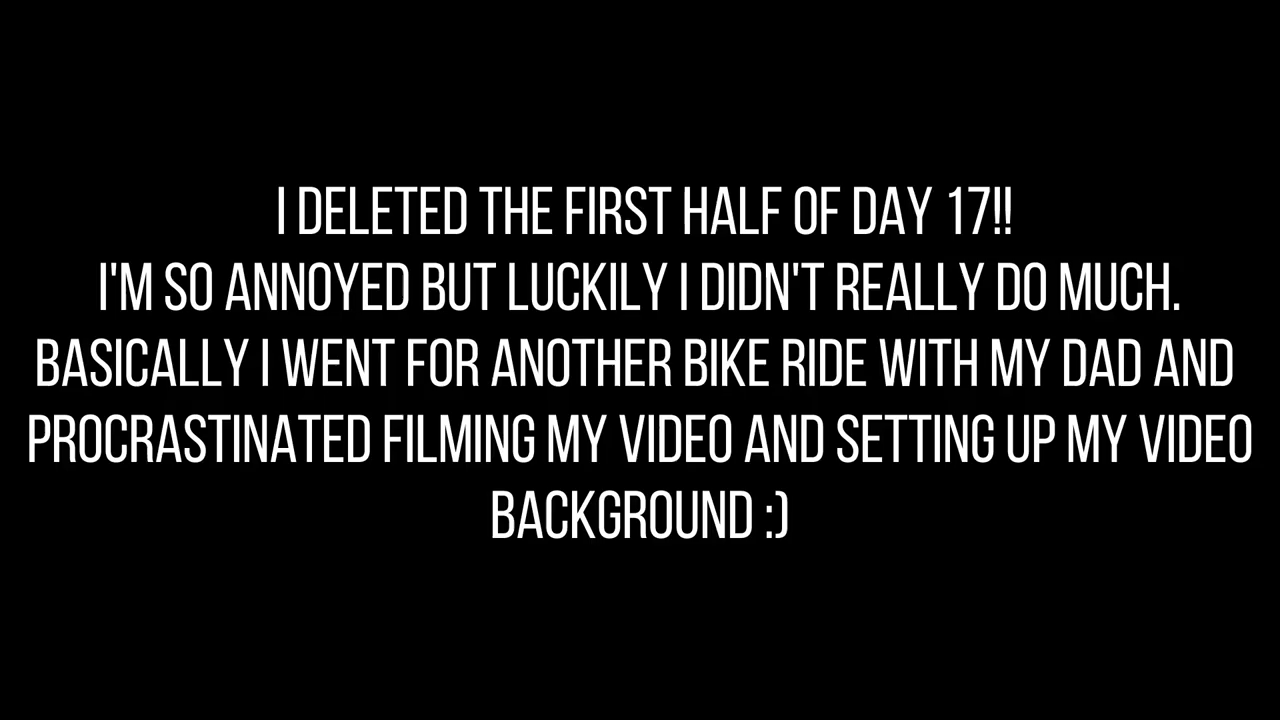 I DELETED THE FIRST HALF OF DAY 17!!
I'M SO ANNOYED BUT LUCKILY I DIDN'T REALLY DO MUCH.
BASICALLY I WENT FOR ANOTHER BIKE RIDE WITH MY DAD AND
PROCRASTINATED FILMING MY VIDEO AND SETTING UP MY VIDEO
BACKGROUND :)